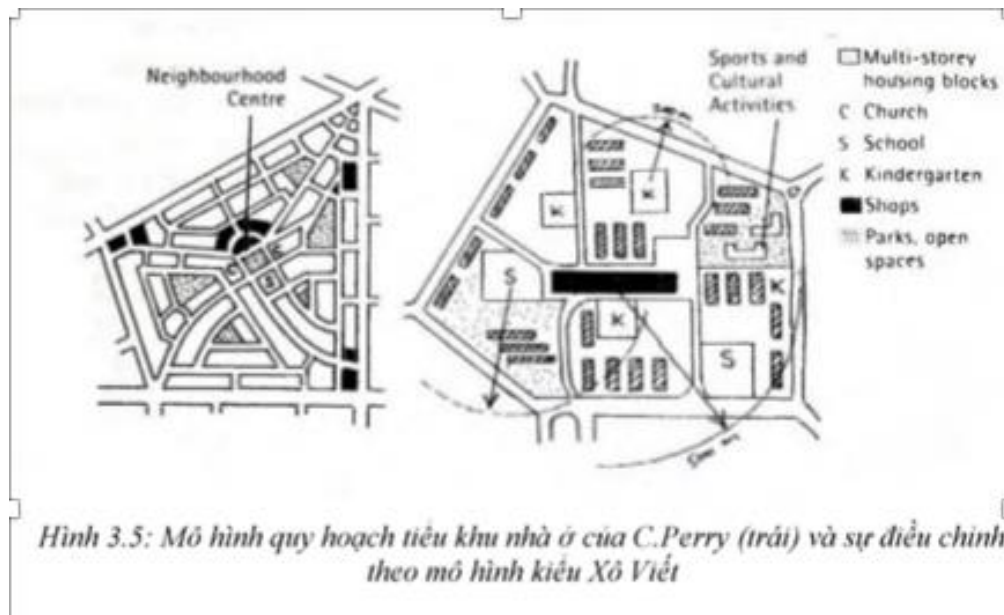 Neighbourhood
Centre
Sports and
Cultural
Activities
Multi-storey
housing blocks
C Church
S School
K Kindergarten
Shops
Parks, open
spaces
K
K
S
K
K
S
Hình 3.5: Mô hình quy hoạch tiểu khu nhà ở của C.Perry (trái) và sự điều chỉnh
theo mô hình kiểu Xô Viết